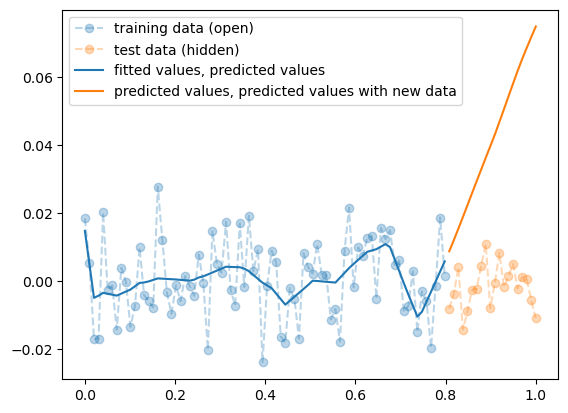 training data (open)
test data (hidden)
fitted values, predicted values
predicted values, predicted values with new data
0.06
0.04
0.02
0.00
−0.02
0.0 0.2 0.4 0.6 0.8 1.0